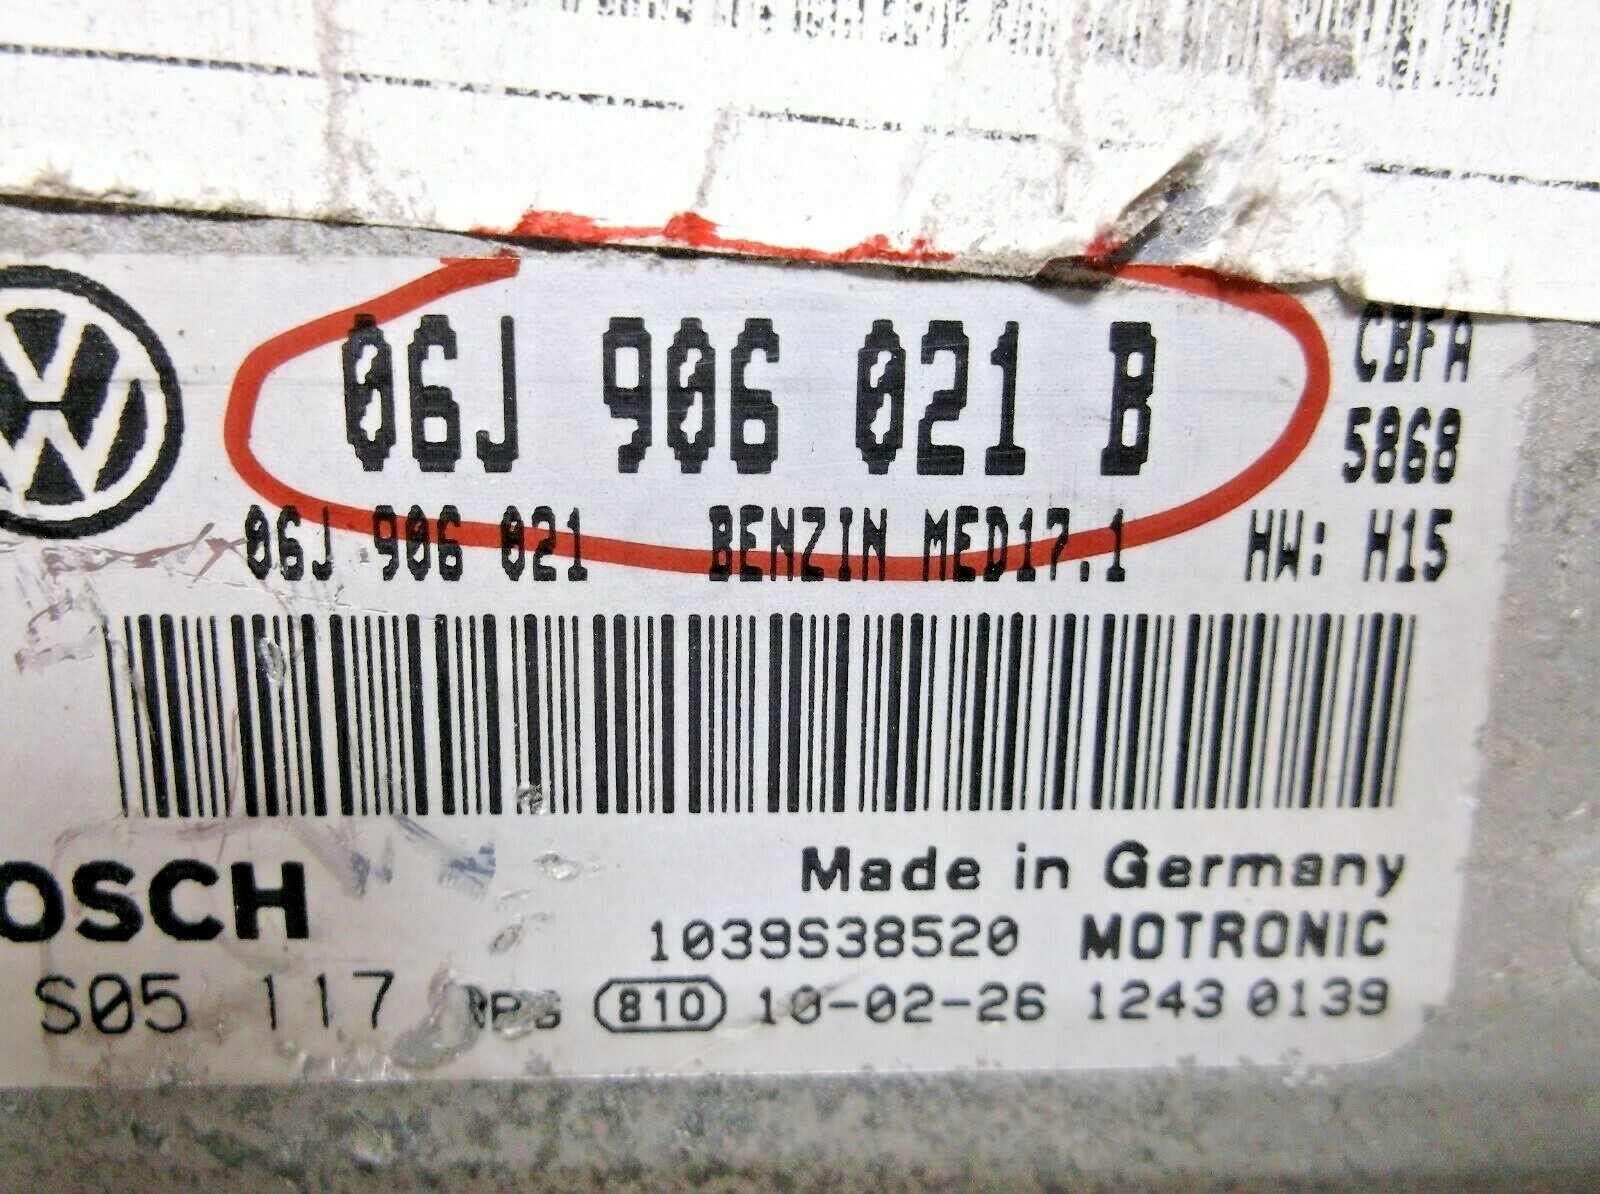 06J 906 021 B
CBFA
5868
06J 906 021 BENZIN MED17.1 HW: H15
OSCH
Made in Germany
1039S38520 MOTRONIC
S05 117 810 10-02-26 1243 0139